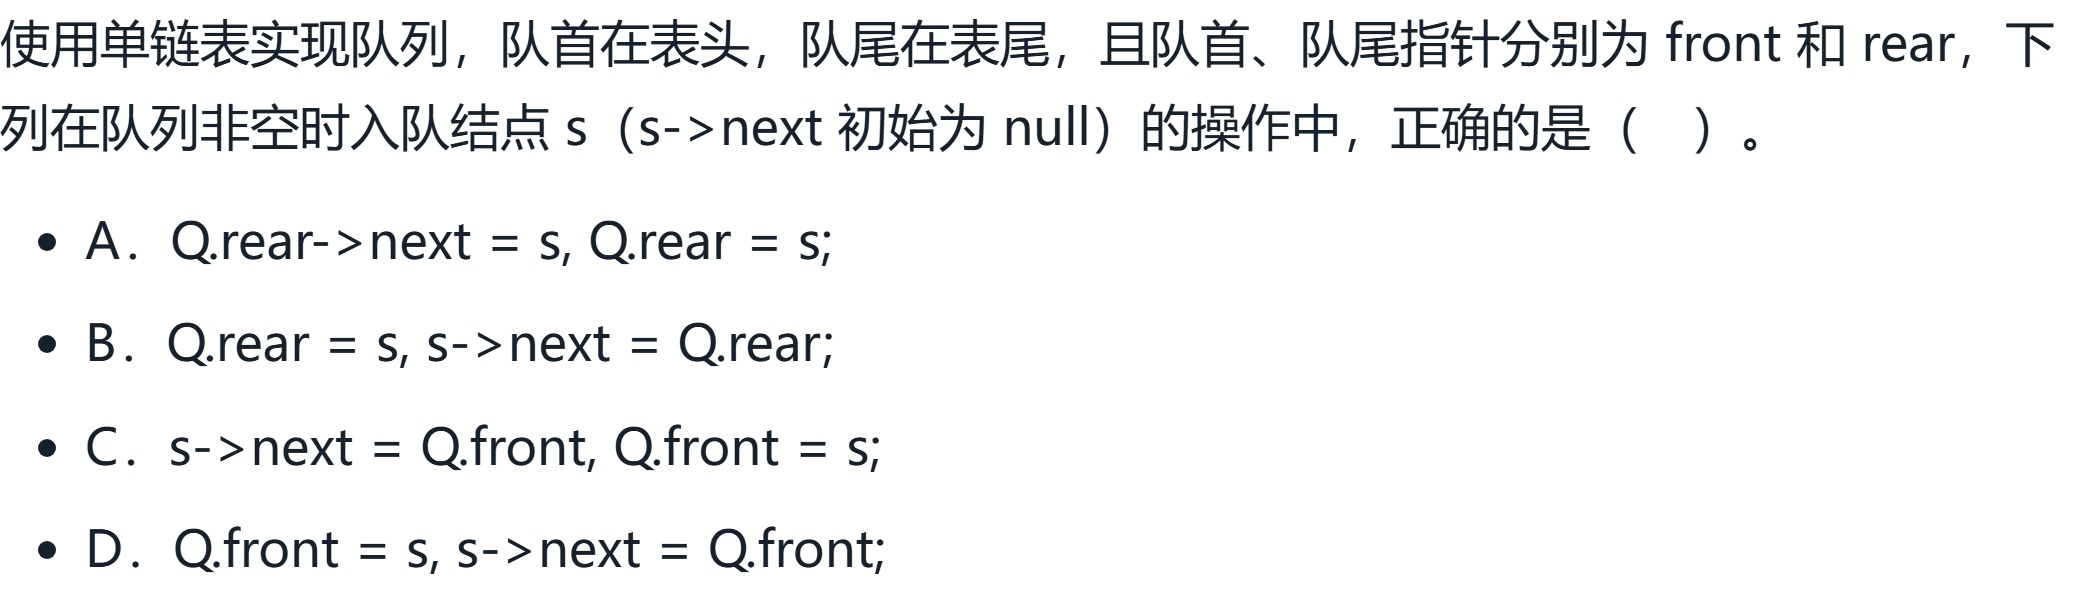 使用单链表实现队列，队首在表头，队尾在表尾，且队首、队尾指针分别为 front 和 rear，下
列在队列非空时入队结点 s（s->next 初始为 null）的操作中，正确的是（　）。
• A．Q.rear->next = s, Q.rear = s;
• B．Q.rear = s, s->next = Q.rear;
• C．s->next = Q.front, Q.front = s;
• D．Q.front = s, s->next = Q.front;